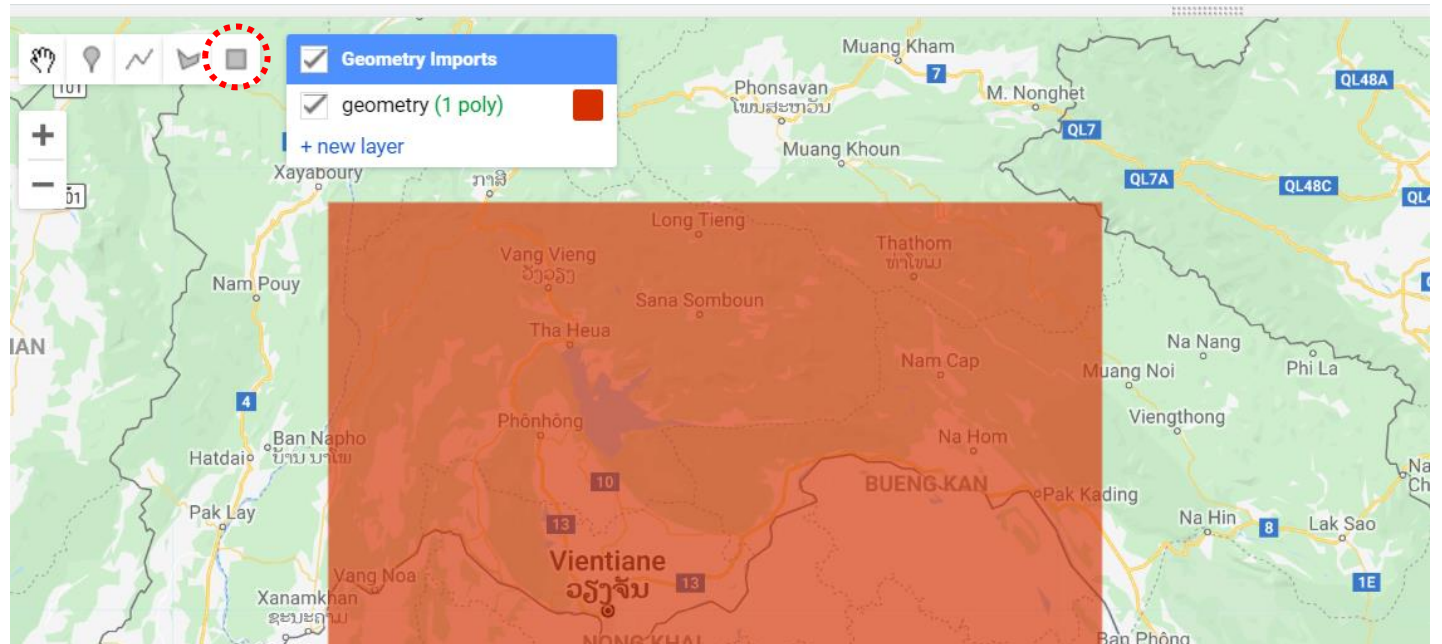 Geometry Imports
geometry (1 poly)
+ new layer
101
Muang Kham
7
QL48A
Phonsavan
ໂພນສະຫວັນ
M. Nonghet
QL7
Muang Khoun
Xayaboury
ກາສີ
QL7A
QL48C
Long Tieng
Thathom
ທ່າໂທມ
Vang Vieng
ວັງວຽງ
Nam Pouy
Sana Somboun
Tha Heua
Na Nang
Phi La
Nam Cap
Muang Noi
4
Phônhông
Viengthong
Ban Napho
ບ້ານ ນາໂພ
Hatdai
Na Hom
10
BUENG KAN
Pak Kading
Pak Lay
13
Na Hin
8
Lak Sao
Vientiane
ວຽງຈັນ
13
Vang Noa
1E
Xanamkhan
ຊະນະຄາມ
NONG KHAI
Ban Phông